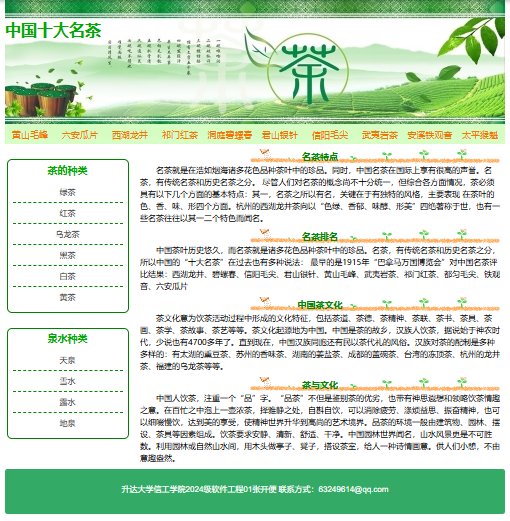 中国十大名茶
茶
黄山毛峰 六安瓜片 西湖龙井 祁门红茶 洞庭碧螺春 君山银针 信阳毛尖 武夷岩茶 安溪铁观音 太平猴魁
茶的种类
绿茶
红茶
乌龙茶
黑茶
白茶
黄茶
泉水种类
天泉
雪水
露水
地泉
名茶特点
名茶就是在浩如烟海诸多花色品种茶叶中的珍品。同时，中国名茶在国际上享有很高的声誉。名
茶，有传统名茶和历史名茶之分。 尽管人们对名茶的概念尚不十分统一，但综合各方面情况，茶必须
具有以下几个方面的基本特点：其一，名茶之所以有名，关键在于有独特的风格，主要表现 在茶叶的
色、香、味、形四个方面。杭州的西湖龙井茶向以“色绿、香郁、味醇、形美”四绝著称于世，也有一
些名茶往往以其一二个特色而闻名。
名茶排名
中国茶叶历史悠久，而名茶就是诸多花色品种茶叶中的珍品。名茶，有传统名茶和历史名茶之分，
所以中国的“十大名茶”在过去也有多种说法： 最早的是1915年“巴拿马万国博览会”对中国名茶评
比结果：西湖龙井、碧螺春、信阳毛尖、君山银针、黄山毛峰、武夷岩茶、祁门红茶、都匀毛尖、铁观
音、六安瓜片
中国茶文化
茶文化意为饮茶活动过程中形成的文化特征，包括茶道、茶德、茶精神、茶联、茶书、茶具、茶
画、茶学、茶故事、茶艺等等。茶文化起源地为中国。中国是茶的故乡，汉族人饮茶，据说始于神农时
代，少说也有4700多年了。直到现在，中国汉族同胞还有民以茶代礼的风俗。汉族对茶的配制是多种
多样的：有太湖的熏豆茶、苏州的香味茶、湖南的姜盐茶、成都的盖碗茶、台湾的冻顶茶、杭州的龙井
茶、福建的乌龙茶等等。
茶与文化
中国人饮茶，注重一个“品”字。“品茶”不但是鉴别茶的优劣，也带有神思遐想和领略饮茶情趣
之意。在百忙之中泡上一壶浓茶，择雅静之处，自斟自饮，可以消除疲劳、涤烦益思、振奋精神，也可
以细啜慢饮，达到美的享受，使精神世界升华到高尚的艺术境界。品茶的环境一般由建筑物、园林、摆
设、茶具等因素组成。饮茶要求安静、清新、舒适、干净。中国园林世界闻名，山水风景更是不可胜
数。利用园林或自然山水间，用木头做亭子、凳子，搭设茶室，给人一种诗情画意。供人们小憩，不由
意趣盎然。
升达大学信工学院2024级软件工程01张开便 联系方式：63249614@qq.com